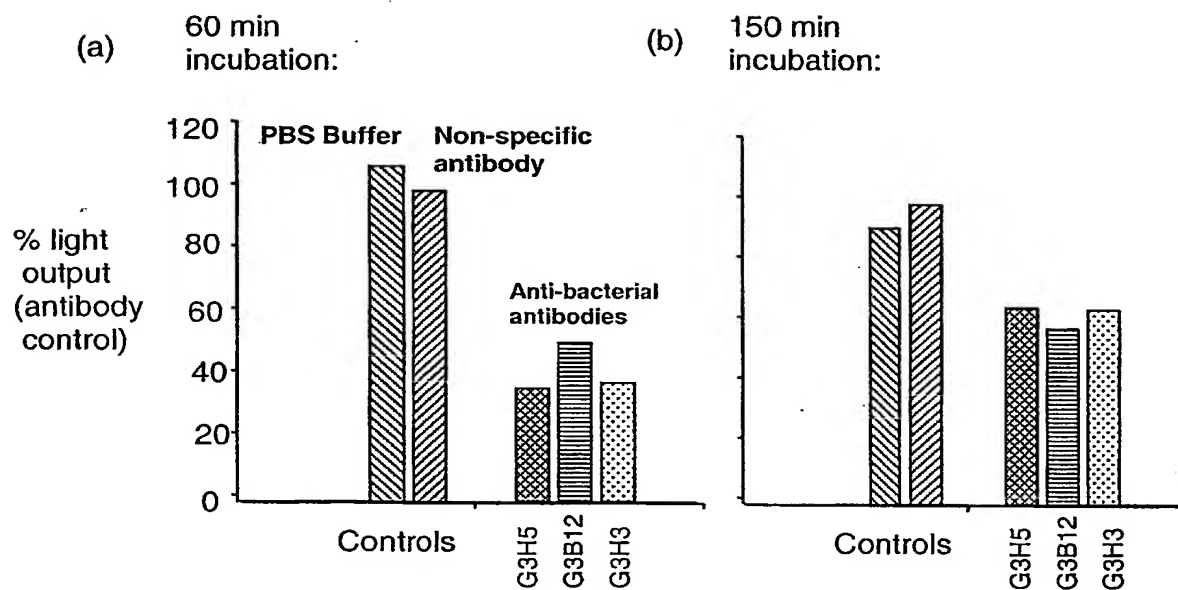 (a)
60 min
incubation:
(b)
150 min
incubation:
120
100
80
60
40
20
0
% light
output
(antibody
control)
PBS Buffer
Non-specific
antibody
Anti-bacterial
antibodies
Controls
G3H5
G3B12
G3H3
Controls
G3H5
G3B12
G3H3